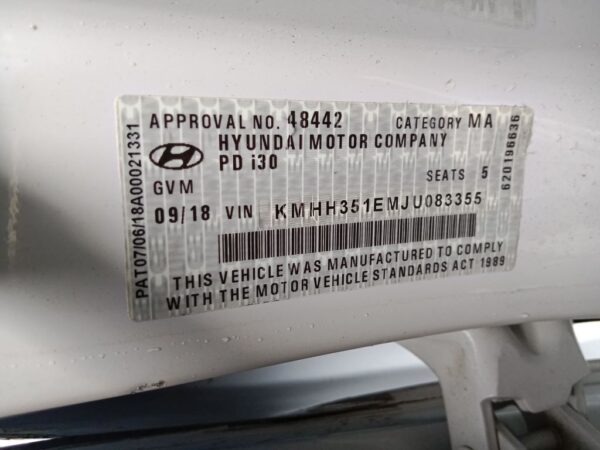 APPROVAL NO. 48442 CATEGORY MA
HYUNDAI MOTOR COMPANY
PD i30
SEATS 5
GVM
09/18 VIN KMHH351EMJU083355
THIS VEHICLE WAS MANUFACTURED TO COMPLY
WITH THE MOTOR VEHICLE STANDARDS ACT 1989
PAT07/06/18A00021331
620196636